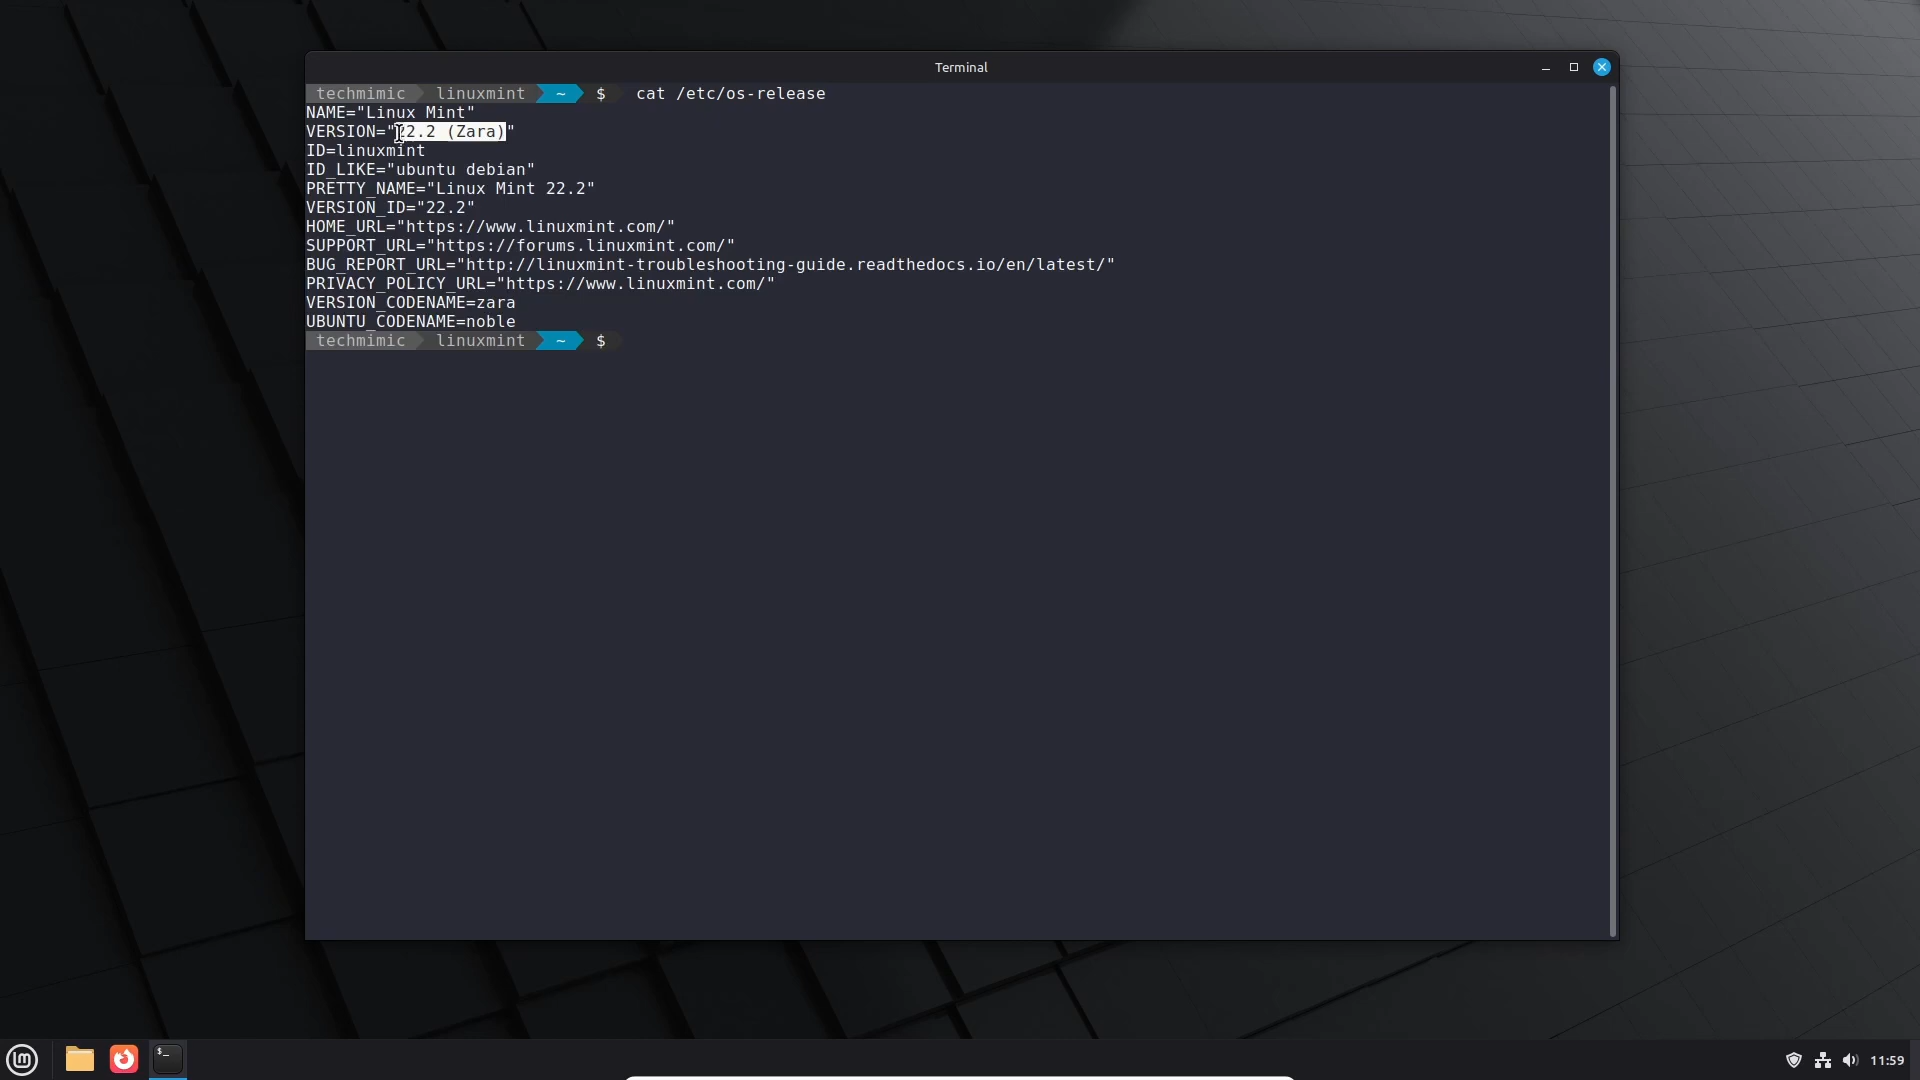 Terminal
techmimic linuxmint ~ $ cat /etc/os-release
NAME="Linux Mint"
VERSION="22.2 (Zara)"
ID=linuxmint
ID_LIKE="ubuntu debian"
PRETTY_NAME="Linux Mint 22.2"
VERSION_ID="22.2"
HOME_URL="https://www.linuxmint.com/"
SUPPORT_URL="https://forums.linuxmint.com/"
BUG_REPORT_URL="http://linuxmint-troubleshooting-guide.readthedocs.io/en/latest/"
PRIVACY_POLICY_URL="https://www.linuxmint.com/"
VERSION_CODENAME=zara
UBUNTU_CODENAME=noble
techmimic linuxmint ~ $
11:59